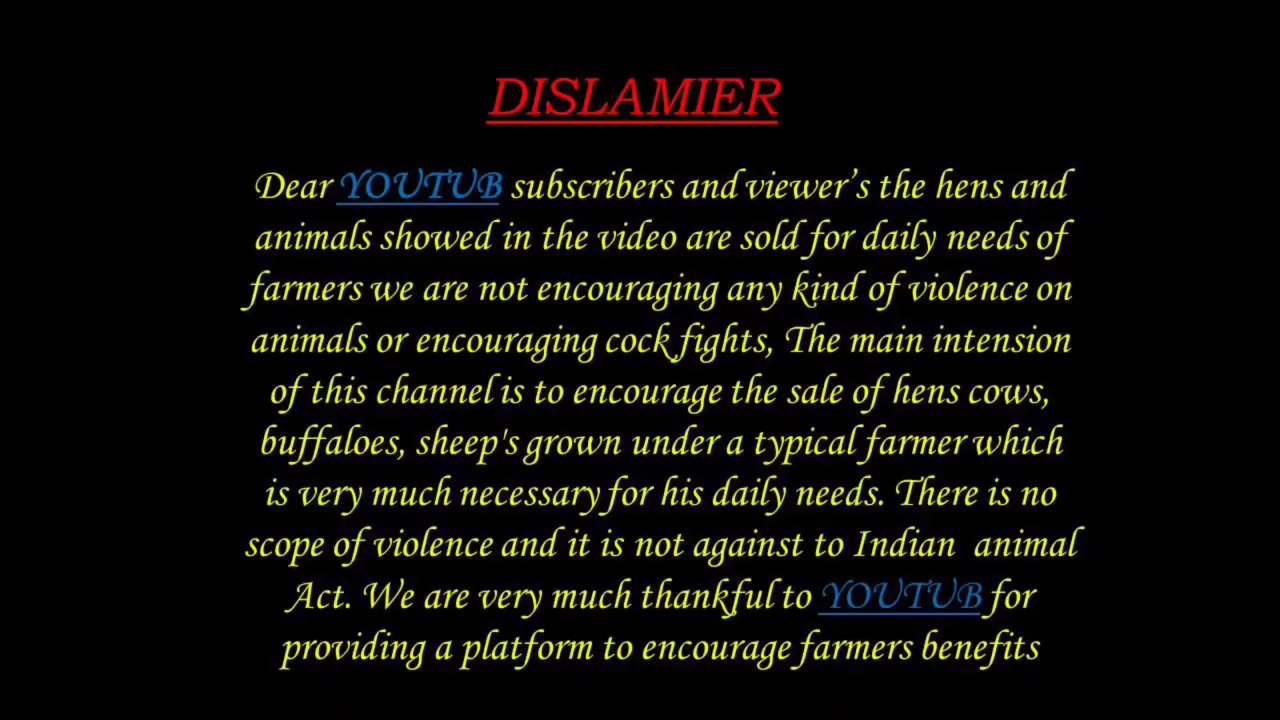 DISLAMIER
Dear YOUTUB subscribers and viewer’s the hens and
animals showed in the video are sold for daily needs of
farmers we are not encouraging any kind of violence on
animals or encouraging cock fights, The main intension
of this channel is to encourage the sale of hens cows,
buffaloes, sheep's grown under a typical farmer which
is very much necessary for his daily needs. There is no
scope of violence and it is not against to Indian animal
Act. We are very much thankful to YOUTUB for
providing a platform to encourage farmers benefits